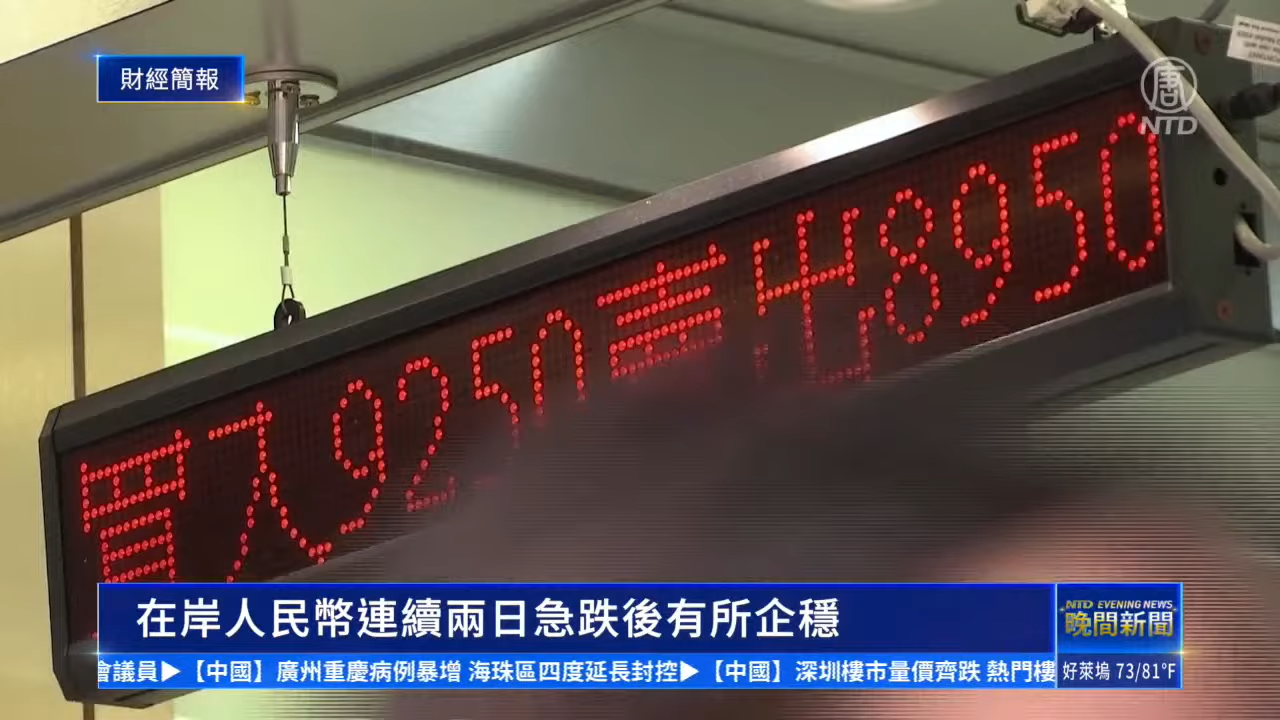 財經簡報
唐
NTD
買入9250賣出8950
在岸人民幣連續兩日急跌後有所企穩
NTD EVENING NEWS
晚間新聞
會議員▶【中國】廣州重慶病例暴增 海珠區四度延長封控▶【中國】深圳樓市量價齊跌 熱門樓
好萊塢 73/81°F